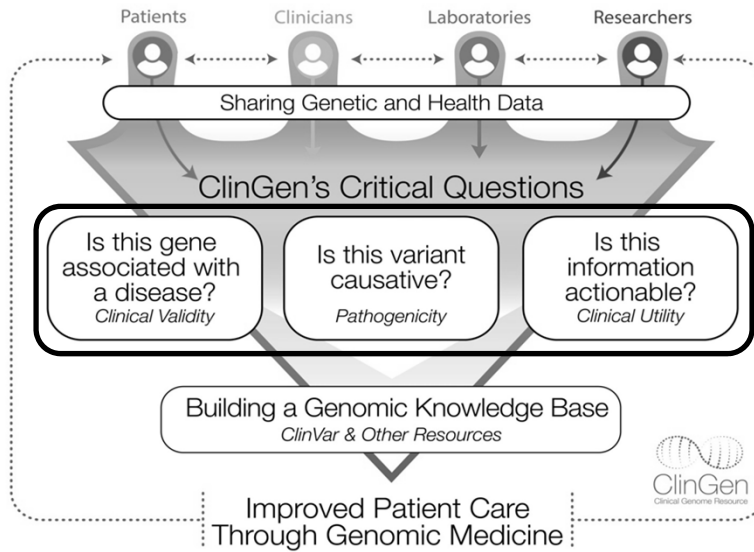 Patients Clinicians Laboratories Researchers
Sharing Genetic and Health Data
ClinGen's Critical Questions
Is this gene
associated with
a disease?
Clinical Validity
Is this variant
causative?
Pathogenicity
Is this
information
actionable?
Clinical Utility
Building a Genomic Knowledge Base
ClinVar & Other Resources
ClinGen
Clinical Genome Resource
Improved Patient Care
Through Genomic Medicine